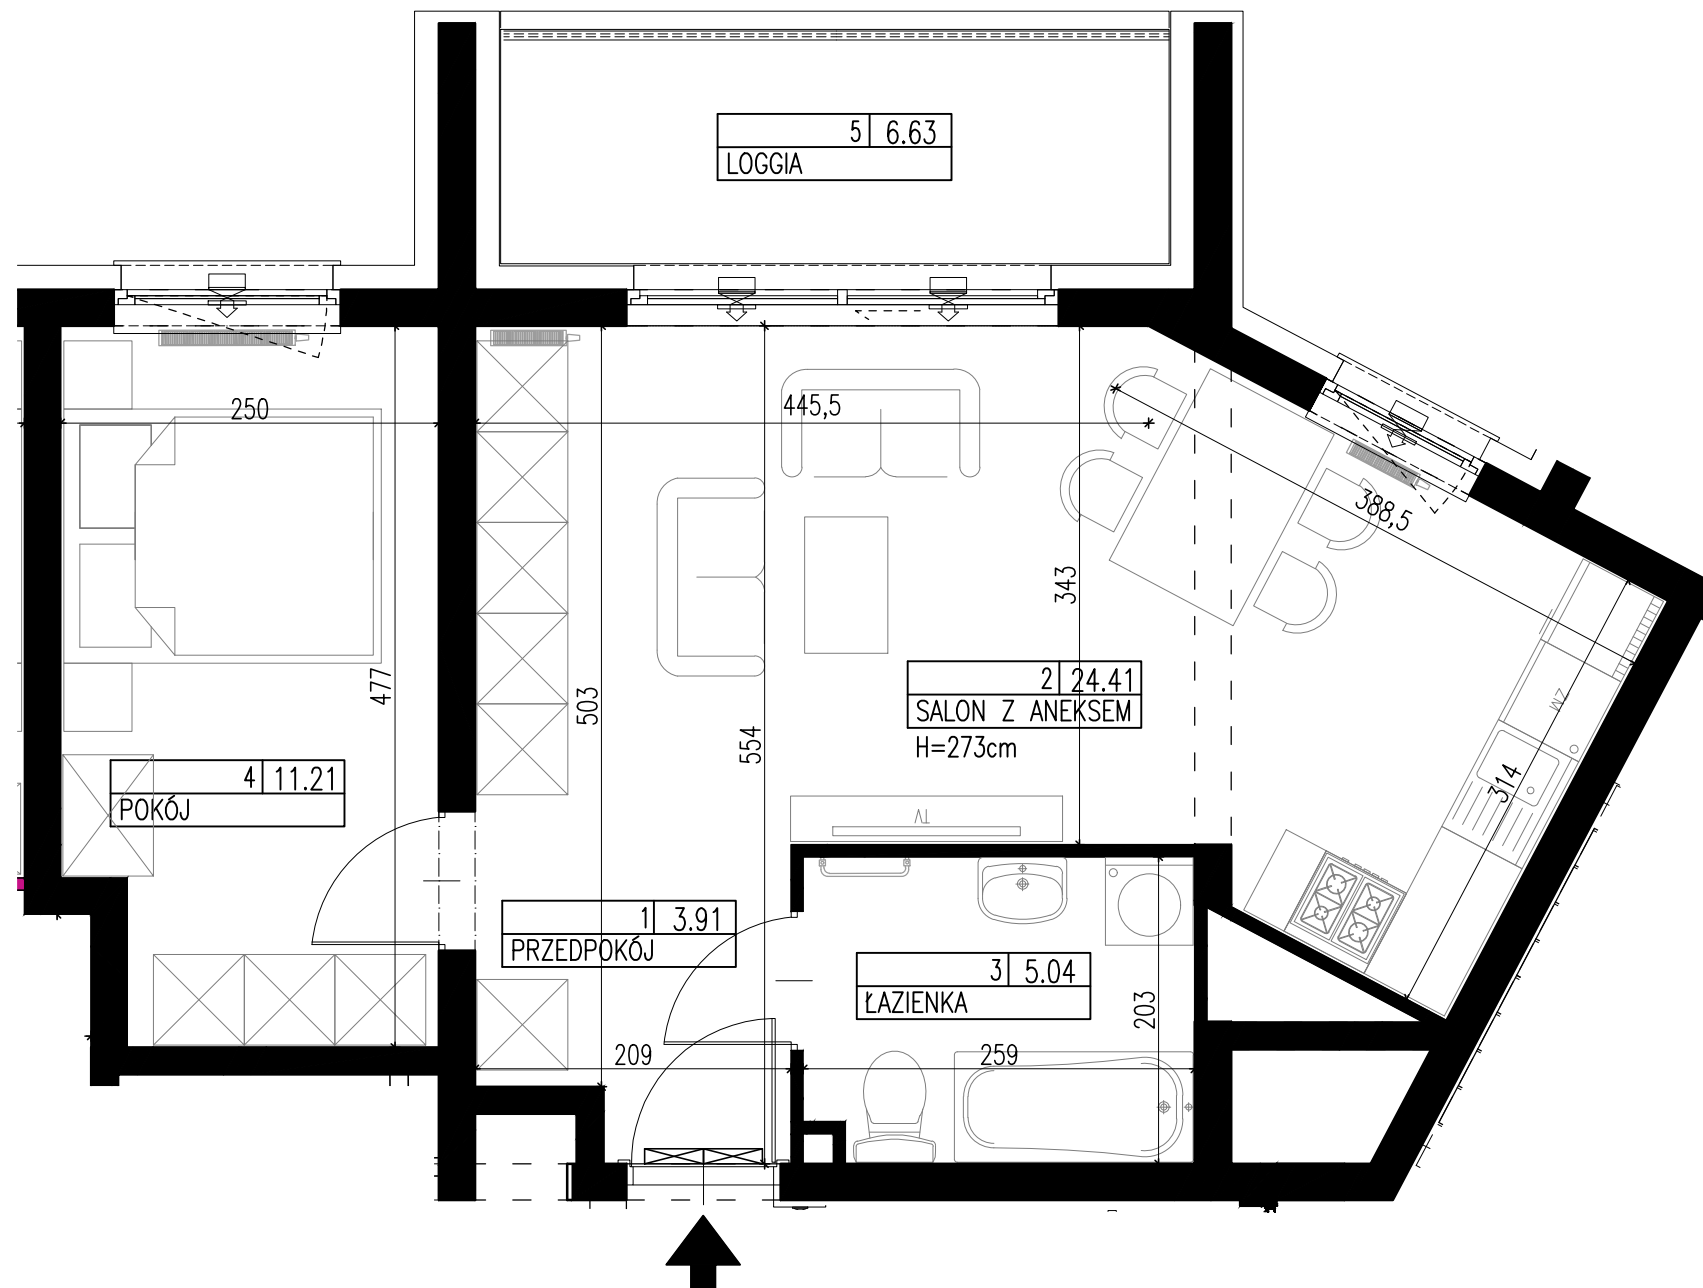 5 6.63
LOGGIA
250
445,5
388,5
343
477
503
554
2 24.41
SALON Z ANEKSEM
H=273cm
ZM
314
4 11.21
POKÓJ
TV
1 3.91
PRZEDPOKÓJ
3 5.04
ŁAZIENKA
203
209
259